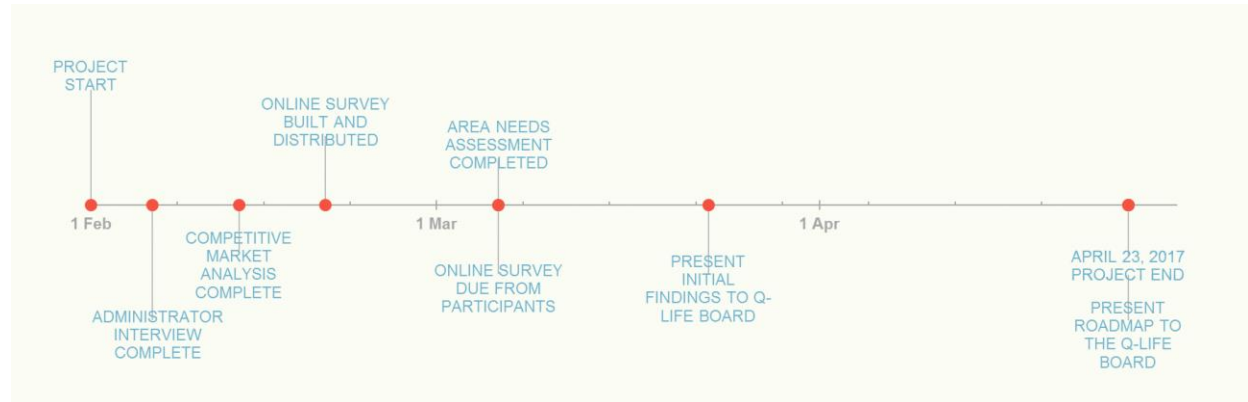 PROJECT
START
ONLINE SURVEY
BUILT AND
DISTRIBUTED
AREA NEEDS
ASSESSMENT
COMPLETED
1 Feb
1 Mar
1 Apr
COMPETITIVE
MARKET
ANALYSIS
COMPLETE
ADMINISTRATOR
INTERVIEW
COMPLETE
ONLINE SURVEY
DUE FROM
PARTICIPANTS
PRESENT
INITIAL
FINDINGS TO Q-
LIFE BOARD
APRIL 23, 2017
PROJECT END
PRESENT
ROADMAP TO
THE Q-LIFE
BOARD